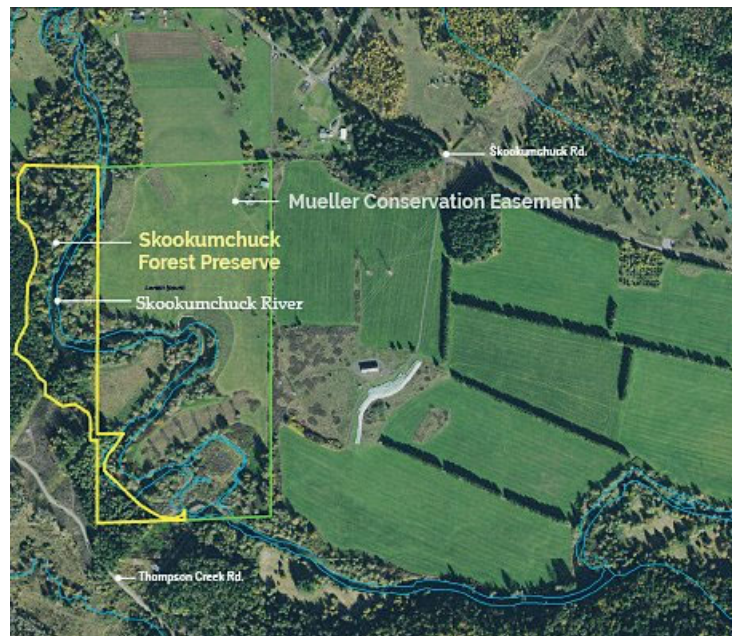 Skookumchuck Rd.
Mueller Conservation Easement
Skookumchuck
Forest Preserve
Skookumchuck River
Thompson Creek Rd.